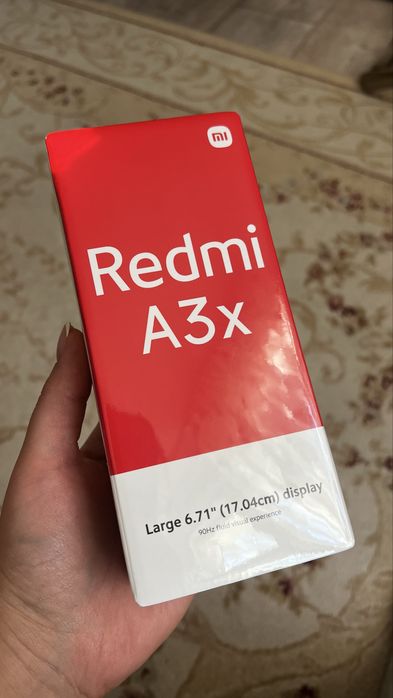 mi
Redmi
A3x
Large 6.71" (17.04cm) display
90Hz fluid visual experience